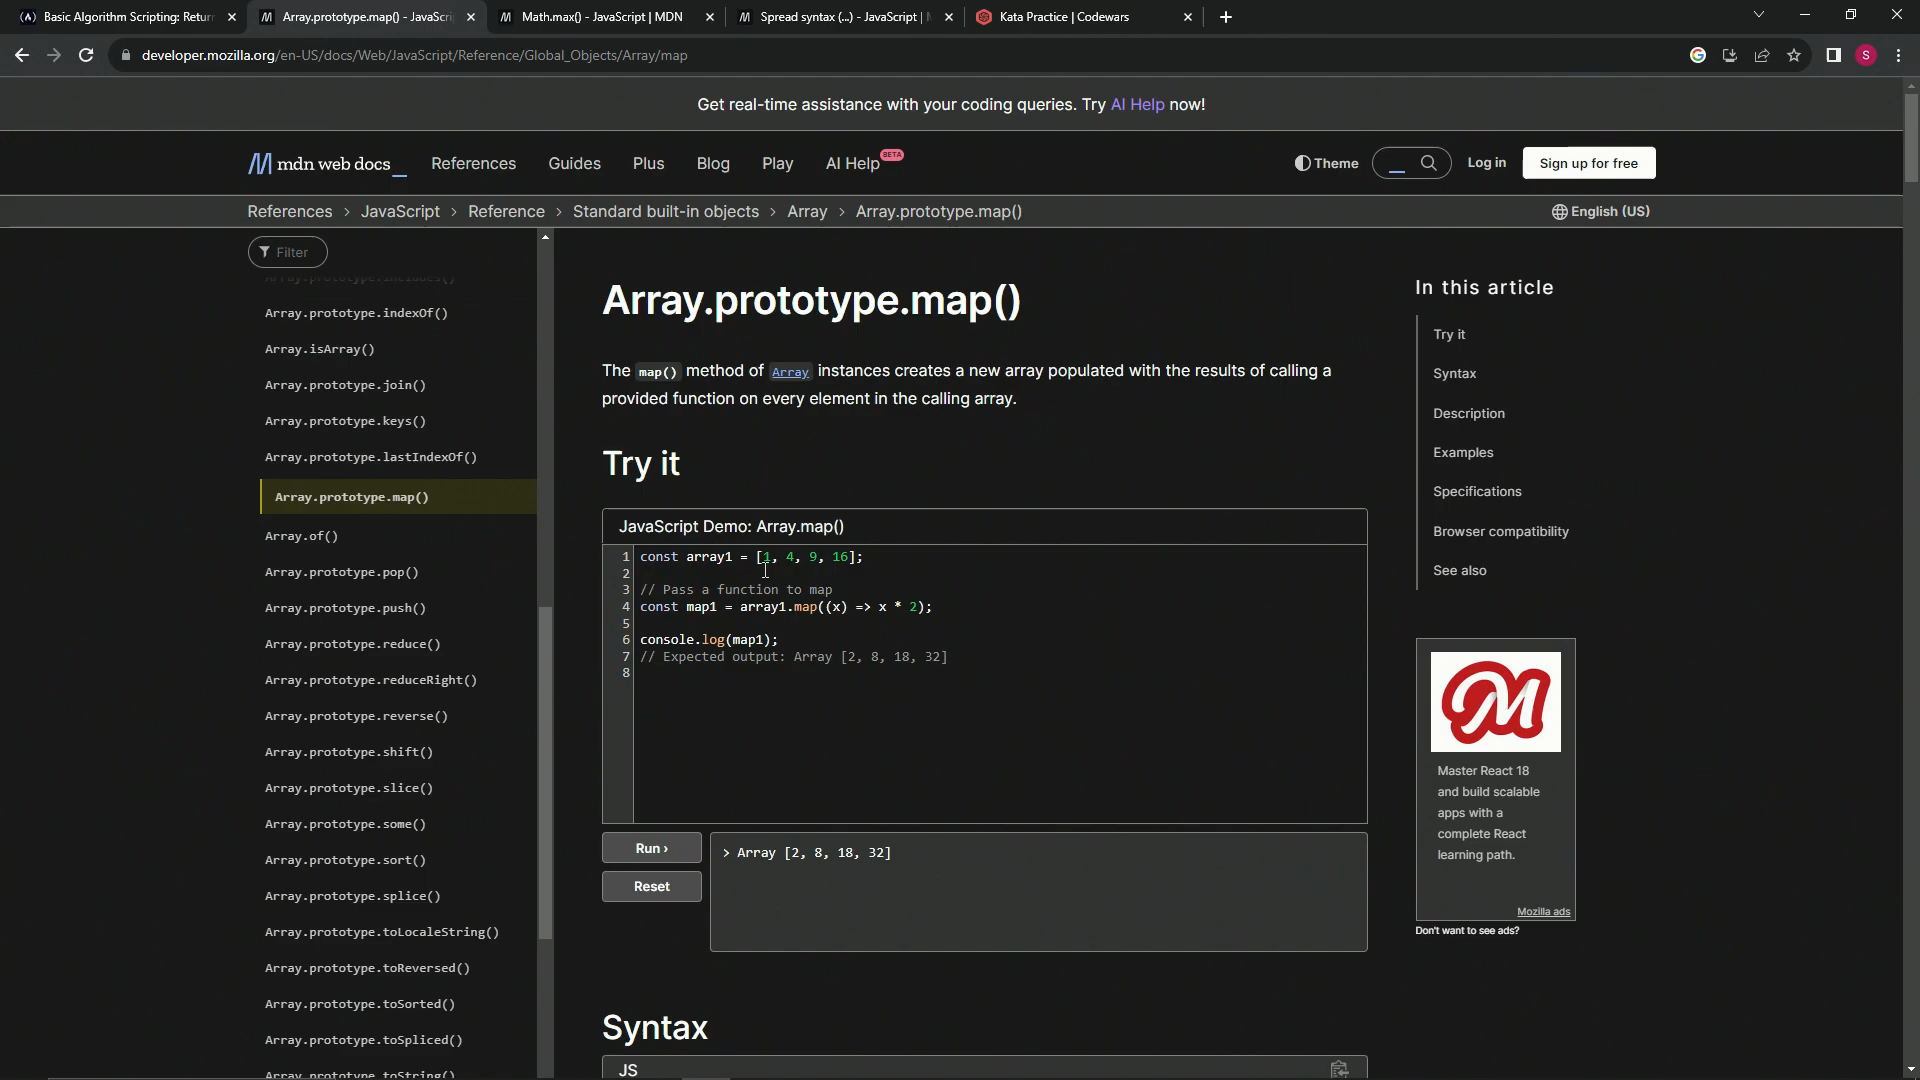 Basic Algorithm Scripting: Retur
Array.prototype.map() - JavaScri
Math.max() - JavaScript | MDN
Spread syntax (...) - JavaScript |
Kata Practice | Codewars
developer.mozilla.org/en-US/docs/Web/JavaScript/Reference/Global_Objects/Array/map
S
Get real-time assistance with your coding queries. Try AI Help now!
mdn web docs_
References
Guides
Plus
Blog
Play
AI Help BETA
Theme
Log in
Sign up for free
References > JavaScript > Reference > Standard built-in objects > Array > Array.prototype.map()
English (US)
Filter
Array.prototype.includes()
Array.prototype.indexOf()
Array.isArray()
Array.prototype.join()
Array.prototype.keys()
Array.prototype.lastIndexOf()
Array.prototype.map()
Array.of()
Array.prototype.pop()
Array.prototype.push()
Array.prototype.reduce()
Array.prototype.reduceRight()
Array.prototype.reverse()
Array.prototype.shift()
Array.prototype.slice()
Array.prototype.some()
Array.prototype.sort()
Array.prototype.splice()
Array.prototype.toLocaleString()
Array.prototype.toReversed()
Array.prototype.toSorted()
Array.prototype.toSpliced()
Array.prototype.toString()
Array.prototype.map()
The map() method of Array instances creates a new array populated with the results of calling a
provided function on every element in the calling array.
Try it
JavaScript Demo: Array.map()
1 const array1 = [1, 4, 9, 16];
2
3 // Pass a function to map
4 const map1 = array1.map((x) => x * 2);
5
6 console.log(map1);
7 // Expected output: Array [2, 8, 18, 32]
8
Run ›
> Array [2, 8, 18, 32]
Reset
Syntax
JS
In this article
Try it
Syntax
Description
Examples
Specifications
Browser compatibility
See also
M
Master React 18
and build scalable
apps with a
complete React
learning path.
Mozilla ads
Don't want to see ads?